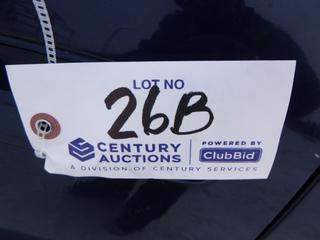 LOT NO
26B
CENTURY AUCTIONS
POWERED BY
ClubBid
A DIVISION OF CENTURY SERVICES